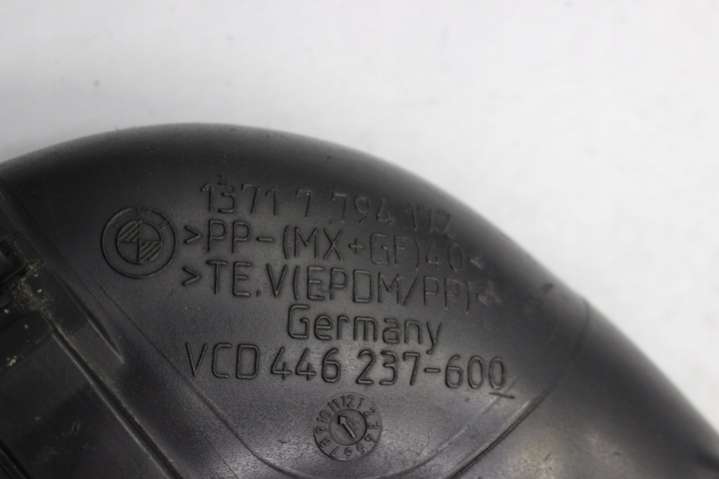 1371 7 794 112
>PP-(MX+GF)40<
>TE.V(EPDM/PP)<
Germany
VCD 446 237-600